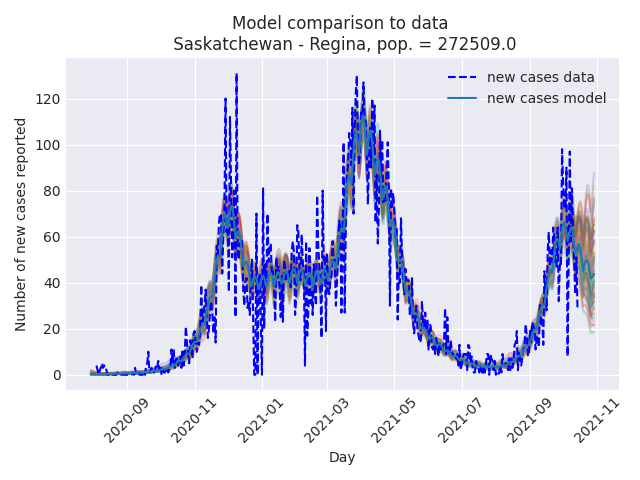 Model comparison to data
Saskatchewan - Regina, pop. = 272509.0
new cases data
new cases model
Number of new cases reported
120
100
80
60
40
20
0
2020-09
2020-11
2021-01
2021-03
2021-05
2021-07
2021-09
2021-11
Day